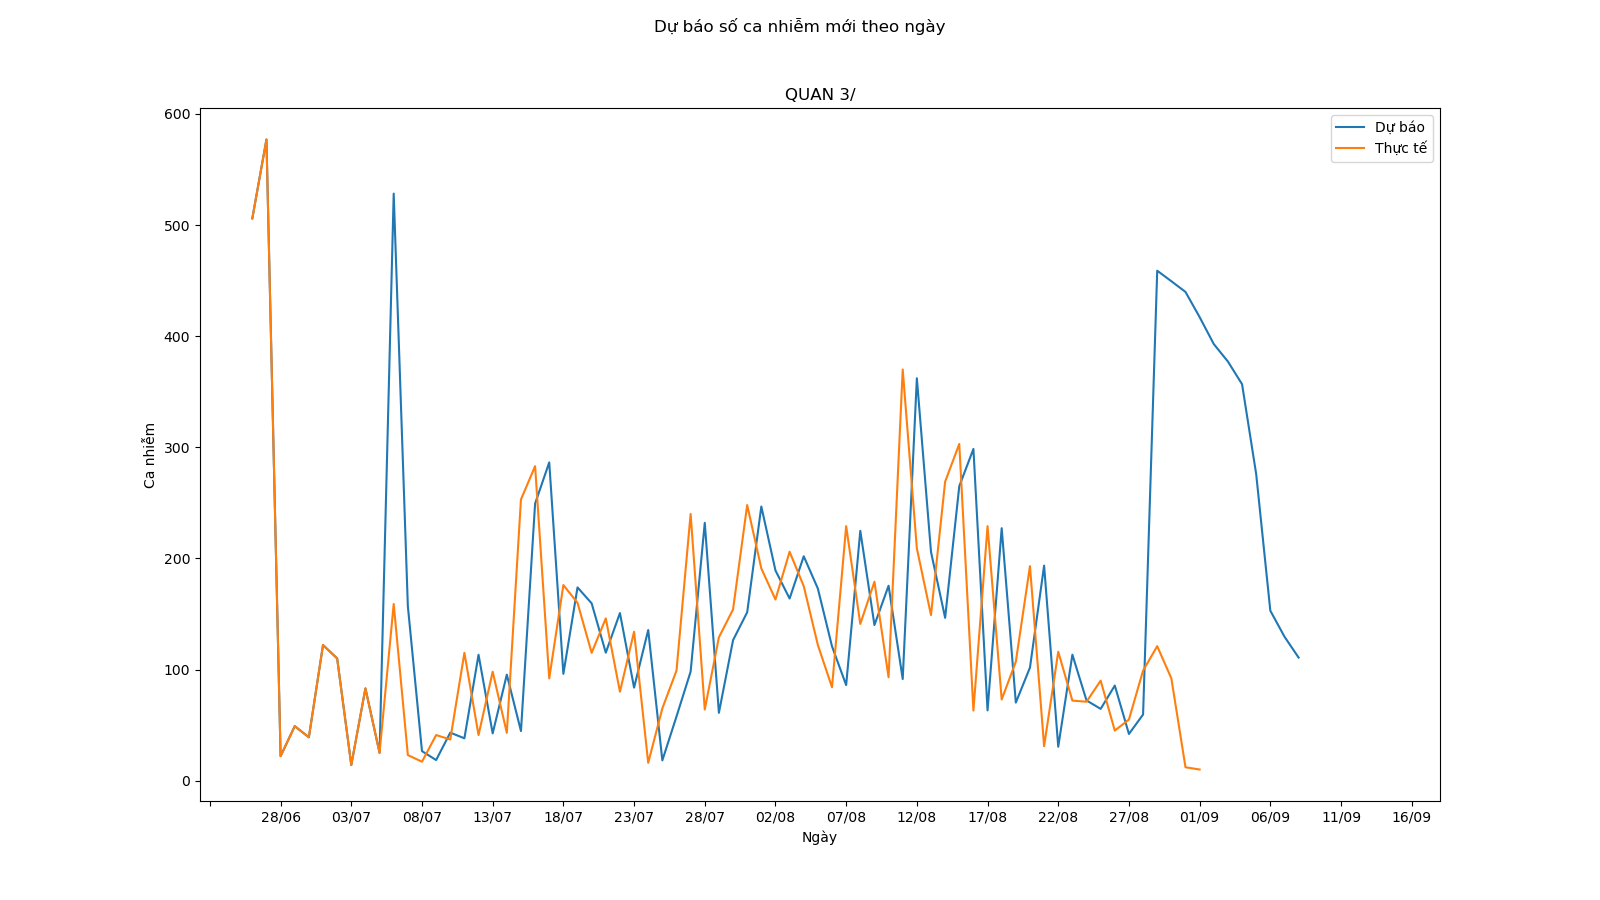 Dự báo số ca nhiễm mới theo ngày
QUAN 3/
600
500
400
300
200
100
0
Ca nhiễm
Dự báo
Thực tế
28/06 03/07 08/07 13/07 18/07 23/07 28/07 02/08 07/08 12/08 17/08 22/08 27/08 01/09 06/09 11/09 16/09
Ngày